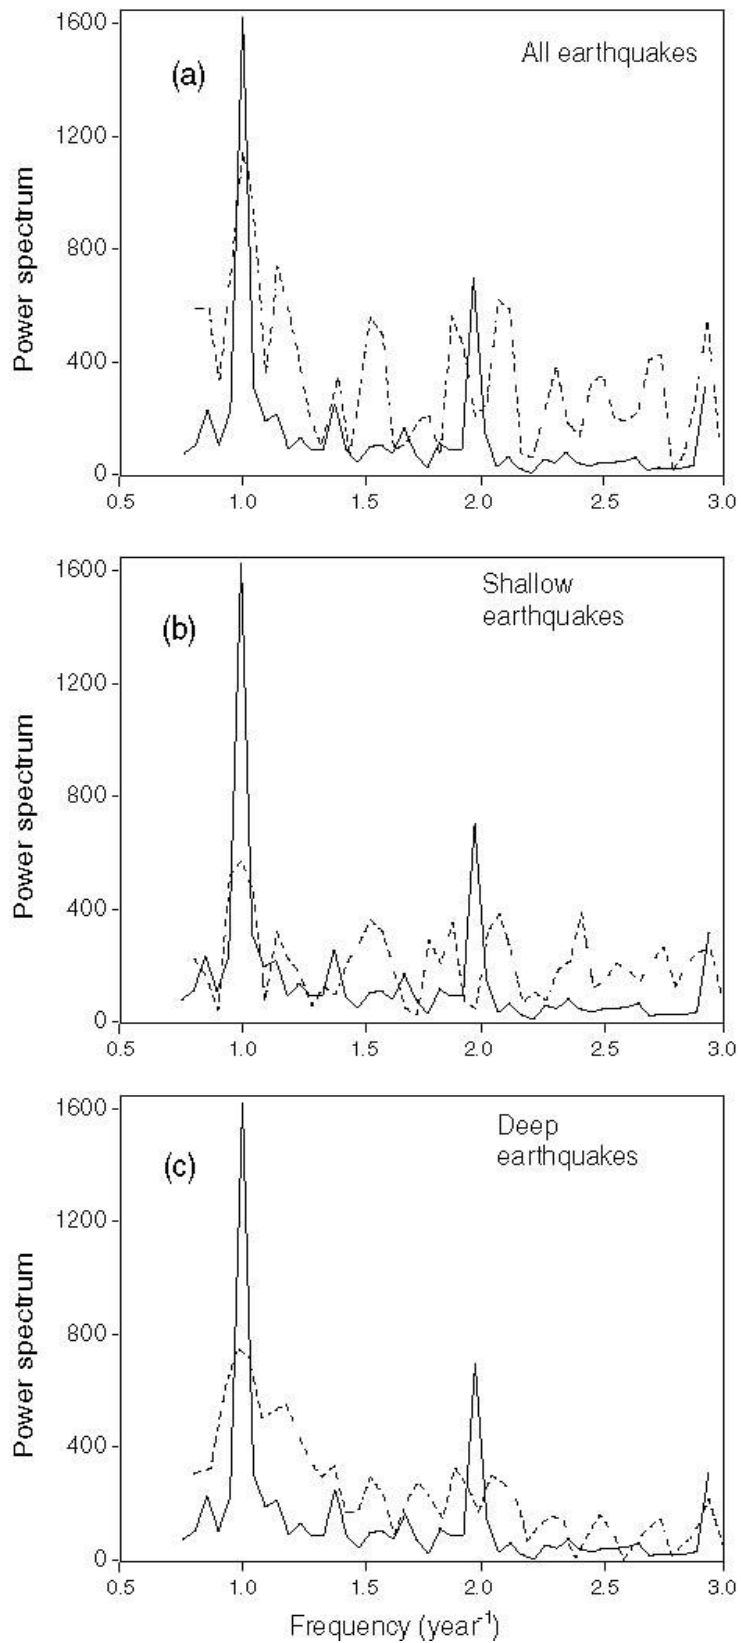 1600
(a)
All earthquakes
1200
Power spectrum
800
400
0
0.5 1.0 1.5 2.0 2.5 3.0
1600
(b)
Shallow
earthquakes
1200
Power spectrum
800
400
0
0.5 1.0 1.5 2.0 2.5 3.0
1600
(c)
Deep
earthquakes
1200
Power spectrum
800
400
0
0.5 1.0 1.5 2.0 2.5 3.0
Frequency (year⁻¹)